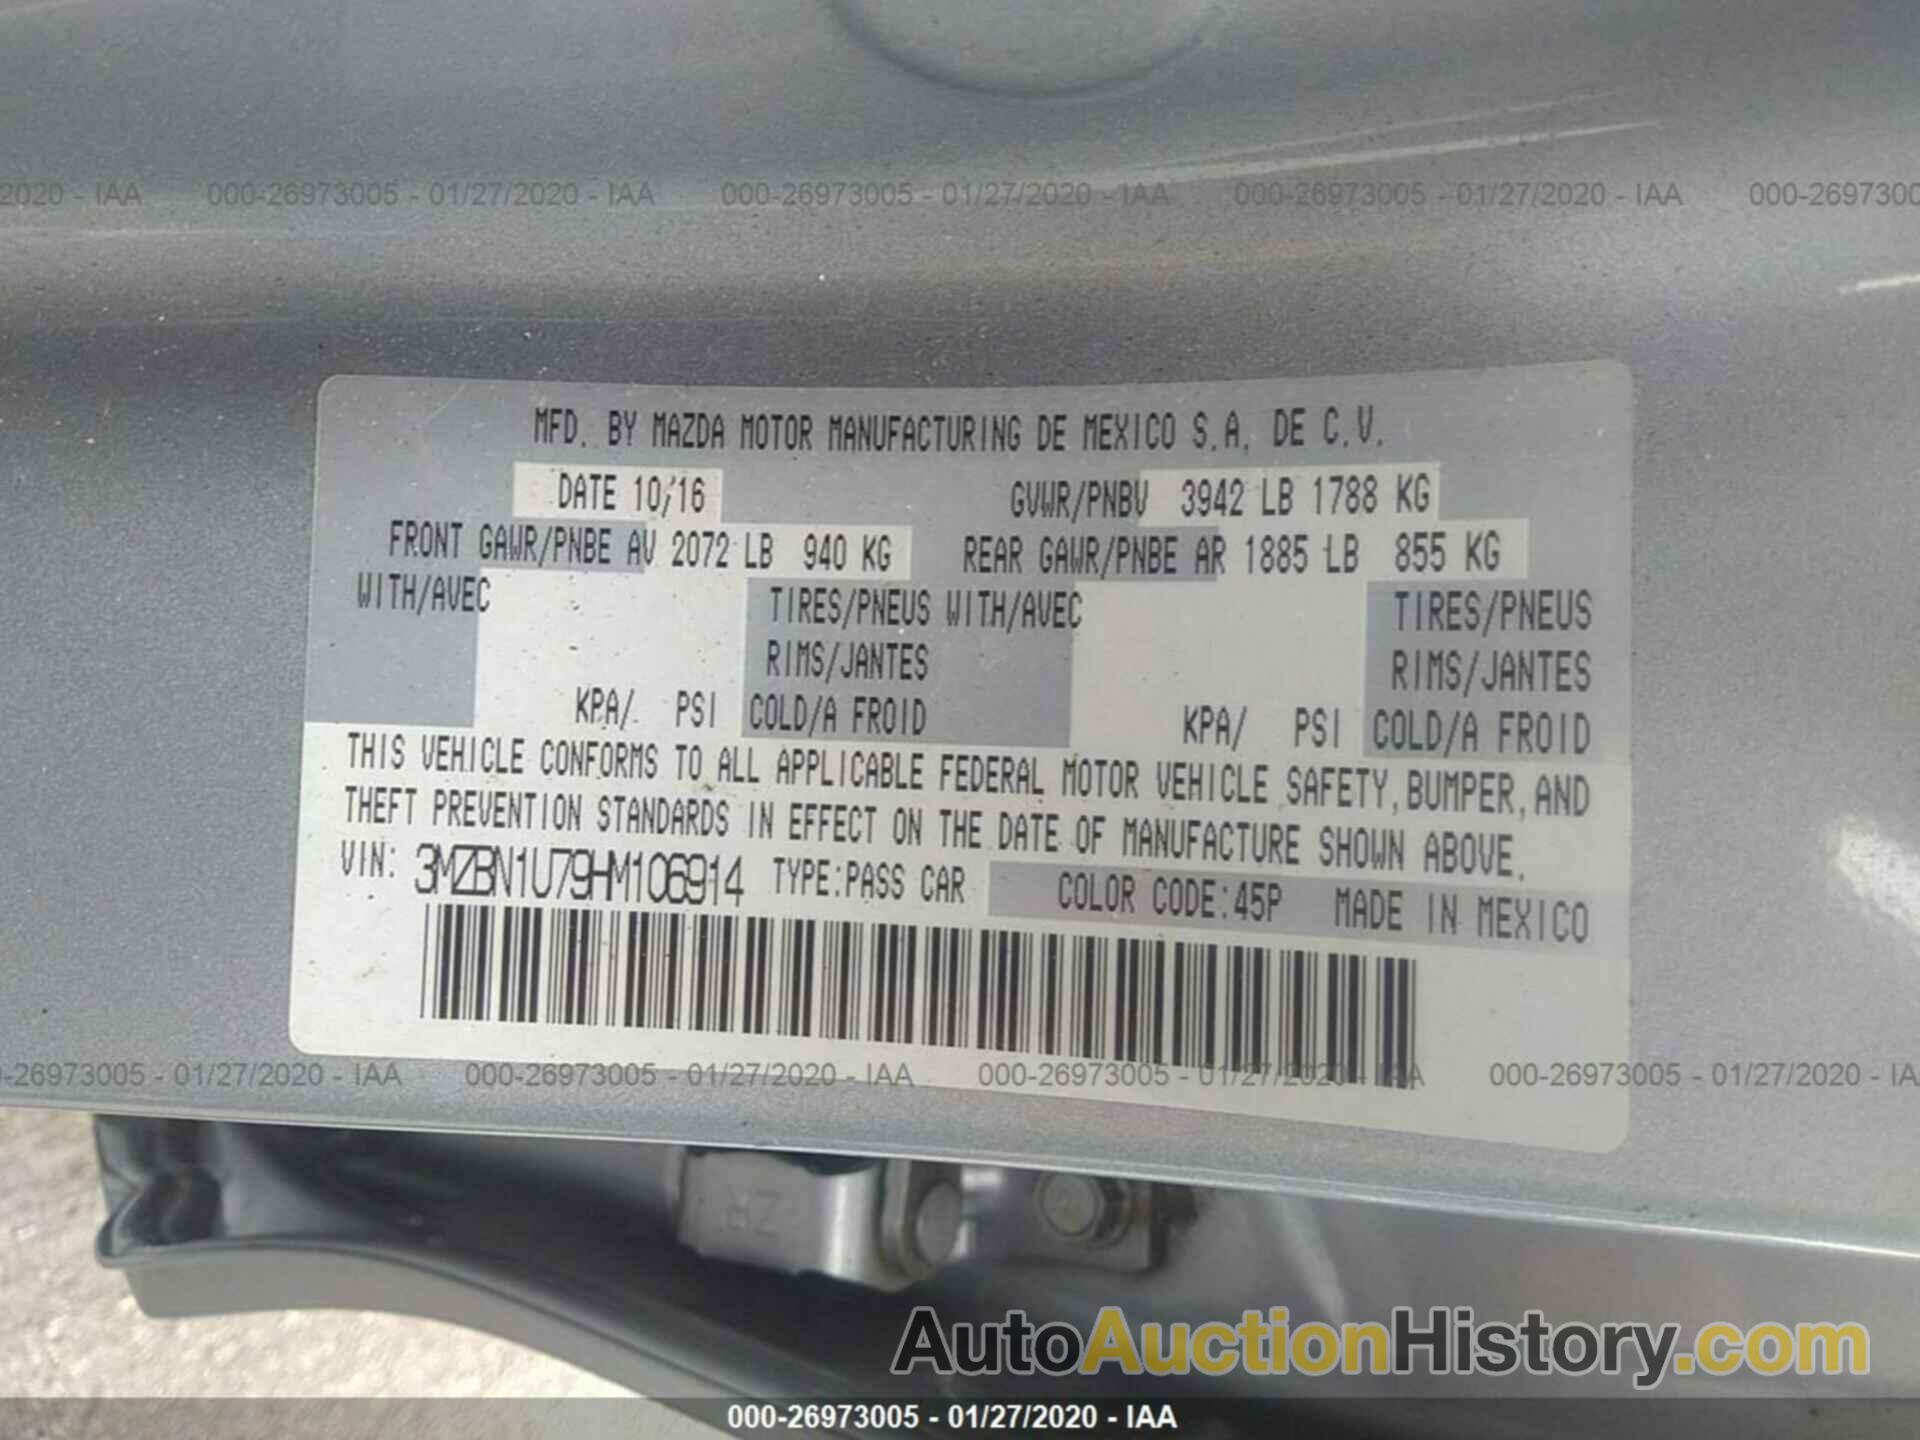 2020 - IAA 000-26973005 - 01/27/2020 - IAA 000-26973005 - 01/27/2020 - IAA 000-26973005 - 01/27/2020 - IAA 000-269730
MFD. BY MAZDA MOTOR MANUFACTURING DE MEXICO S.A. DE C.V.
DATE 10/16 GVWR/PNBV 3942 LB 1788 KG
FRONT GAWR/PNBE AV 2072 LB 940 KG REAR GAWR/PNBE AR 1885 LB 855 KG
WITH/AVEC TIRES/PNEUS WITH/AVEC TIRES/PNEUS
RIMS/JANTES RIMS/JANTES
KPA/ PSI COLD/A FROID KPA/ PSI COLD/A FROID
THIS VEHICLE CONFORMS TO ALL APPLICABLE FEDERAL MOTOR VEHICLE SAFETY, BUMPER, AND
THEFT PREVENTION STANDARDS IN EFFECT ON THE DATE OF MANUFACTURE SHOWN ABOVE.
VIN: 3MZBN1U79HM106914 TYPE:PASS CAR COLOR CODE:45P MADE IN MEXICO
-26973005 - 01/27/2020 - IAA 000-26973005 - 01/27/2020 - IAA 000-26973005 - 01/27/2020 - IAA 000-26973005 - 01/27/2020 - IA
AutoAuctionHistory.com
000-26973005 - 01/27/2020 - IAA